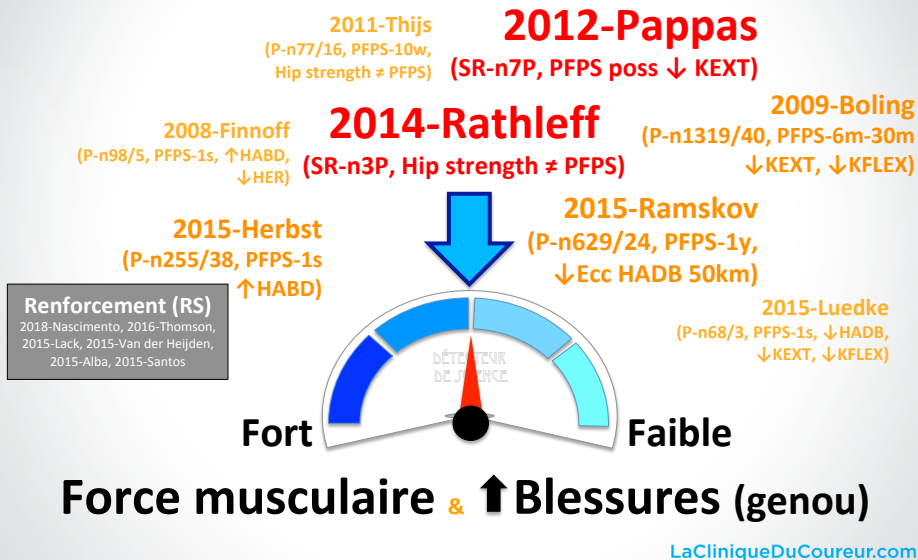 2011-Thijs
(P-n77/16, PFPS-10w,
Hip strength ≠ PFPS)
2012-Pappas
(SR-n7P, PFPS poss ↓ KEXT)
2008-Finnoff
(P-n98/5, PFPS-1s, ↑HABD,
↓HER)
2014-Rathleff
(SR-n3P, Hip strength ≠ PFPS)
2009-Boling
(P-n1319/40, PFPS-6m-30m
↓KEXT, ↓KFLEX)
2015-Herbst
(P-n255/38, PFPS-1s
↑HABD)
2015-Ramskov
(P-n629/24, PFPS-1y,
↓Ecc HADB 50km)
Renforcement (RS)
2018-Nascimento, 2016-Thomson,
2015-Lack, 2015-Van der Heijden,
2015-Alba, 2015-Santos
2015-Luedke
(P-n68/3, PFPS-1s, ↓HADB,
↓KEXT, ↓KFLEX)
DÉTECTEUR
DE SCIENCE
Fort
Faible
Force musculaire & ⬆Blessures (genou)
LaCliniqueDuCoureur.com